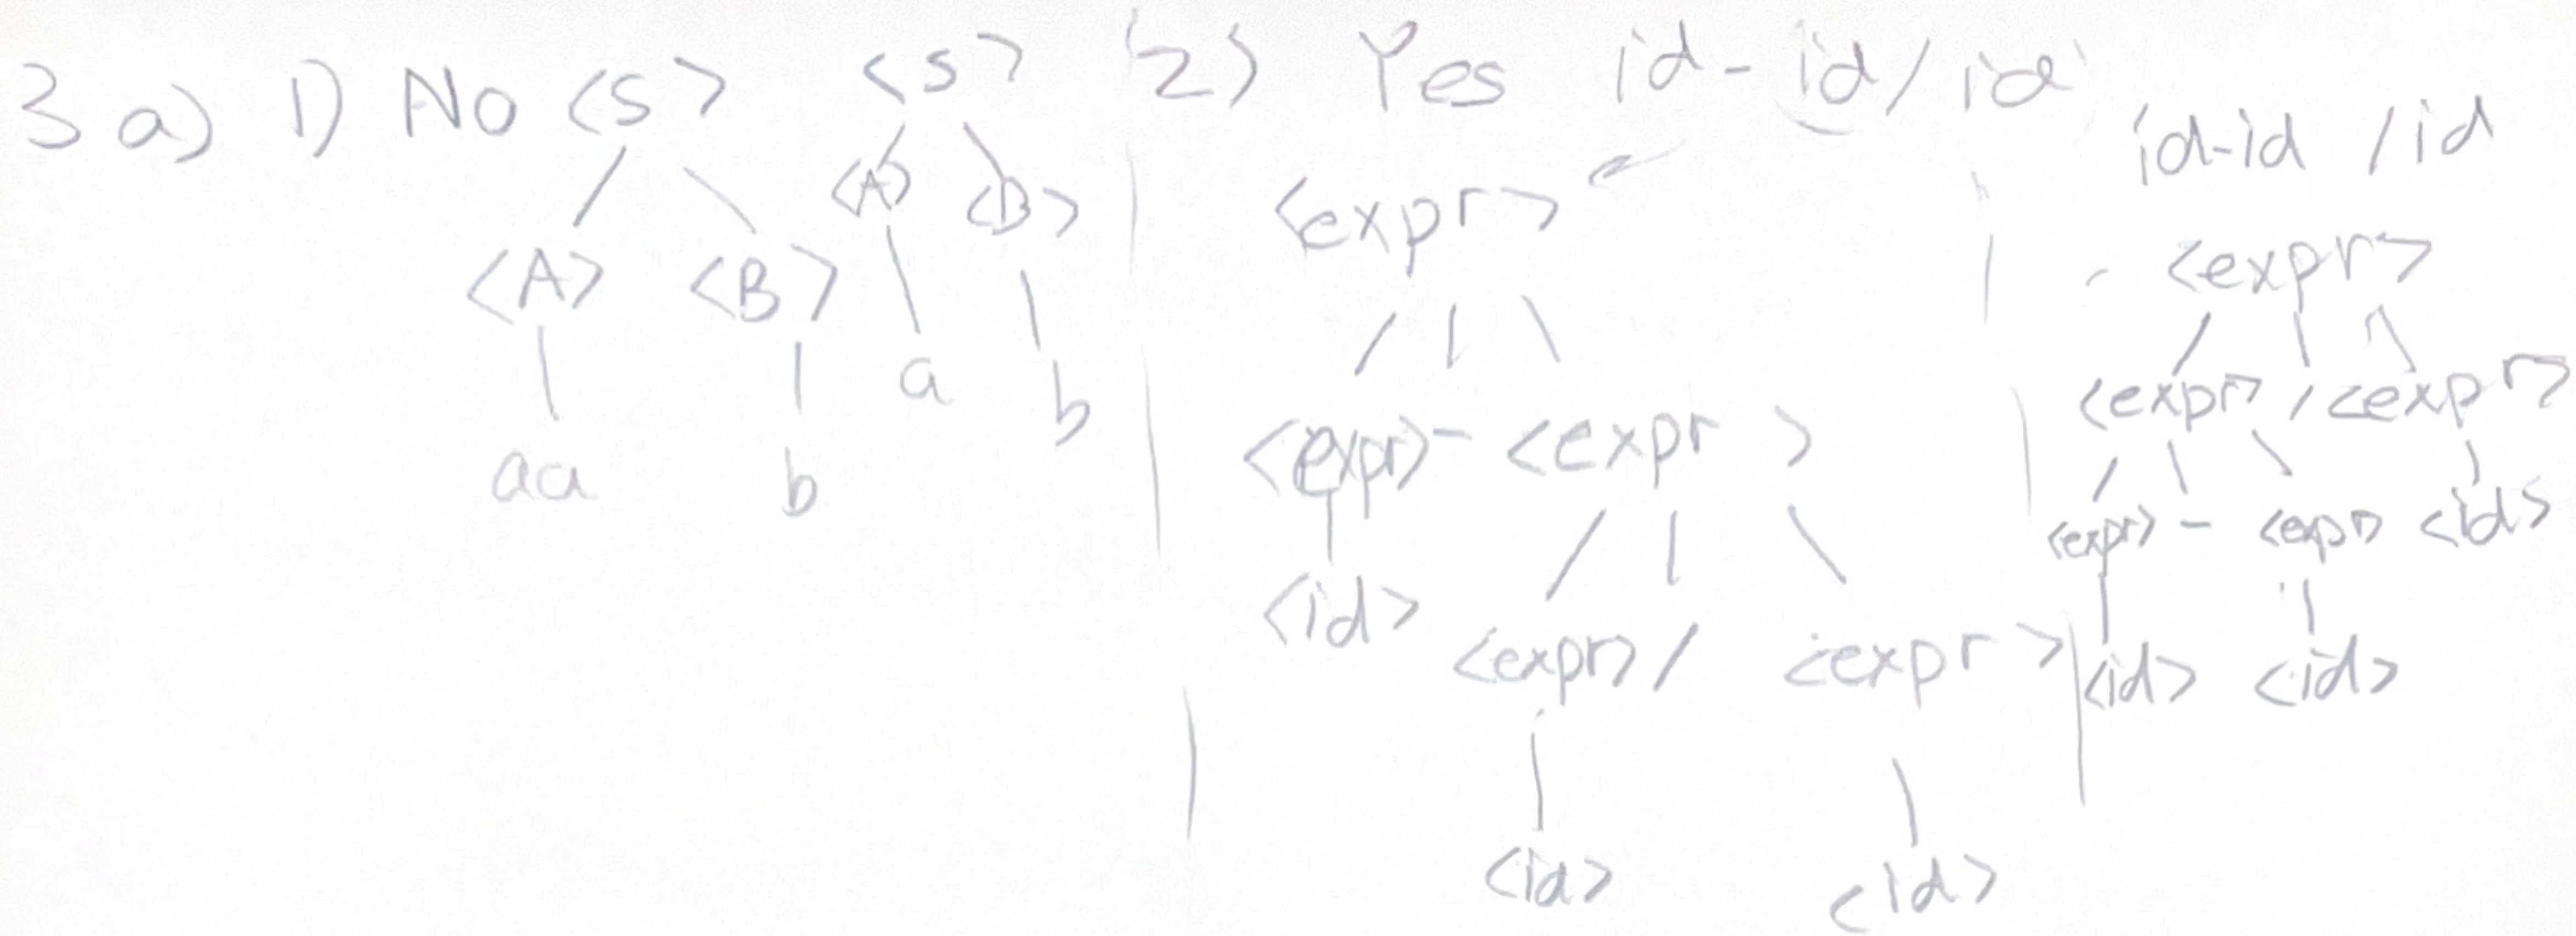 3 a) 1) No <S> <S> 2) Yes id - id / id
id-id / id
<A> <B>
<expr>
<expr>
<A> <B>
a
<expr> / <expr>
b
<expr> - <expr>
aa b
<expr> - <expr> <id>
<id>
<expr> / <expr>
<id> <id>
<id> <id>